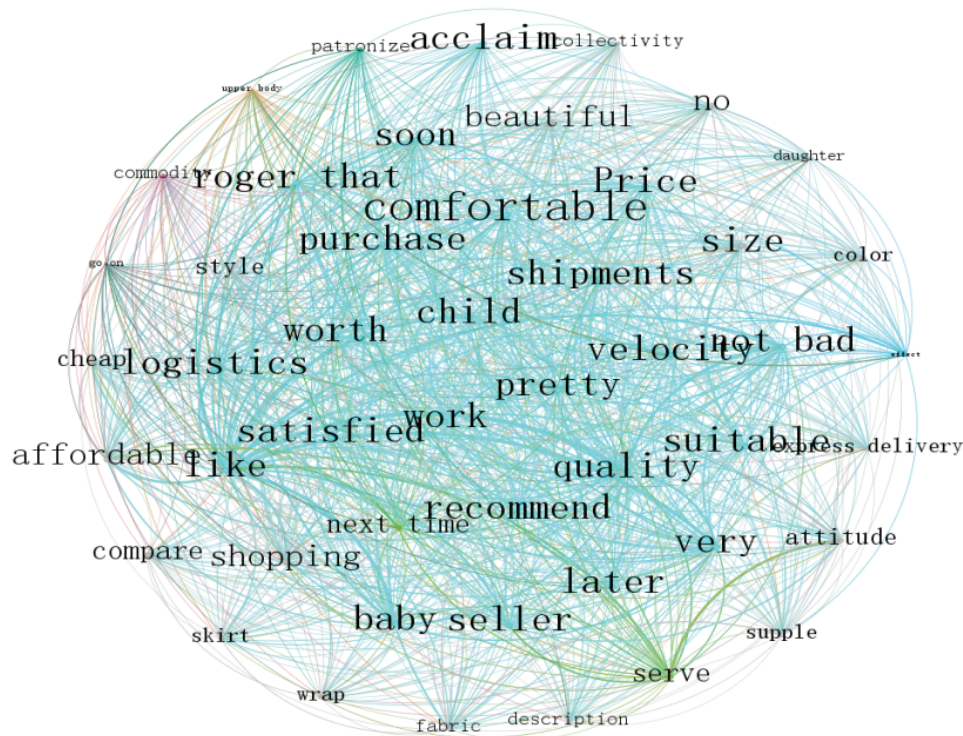 acclaim
collectivity
patronize
upper body
no
beautiful
soon
daughter
commodity
roger that
Price
comfortable
purchase
size
color
go on
style
shipments
child
worth
not bad
velocity
effect
cheap
logistics
pretty
work
satisfied
suitable
express delivery
affordable
like
quality
recommend
next time
very
attitude
compare
shopping
later
baby
seller
skirt
supple
serve
wrap
fabric
description